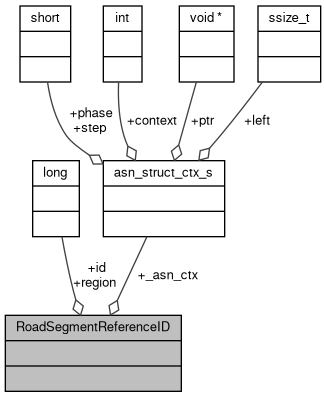 short
int
void *
ssize_t
+phase
+step
+context
+ptr
+left
long
asn_struct_ctx_s
+id
+region
+_asn_ctx
RoadSegmentReferenceID